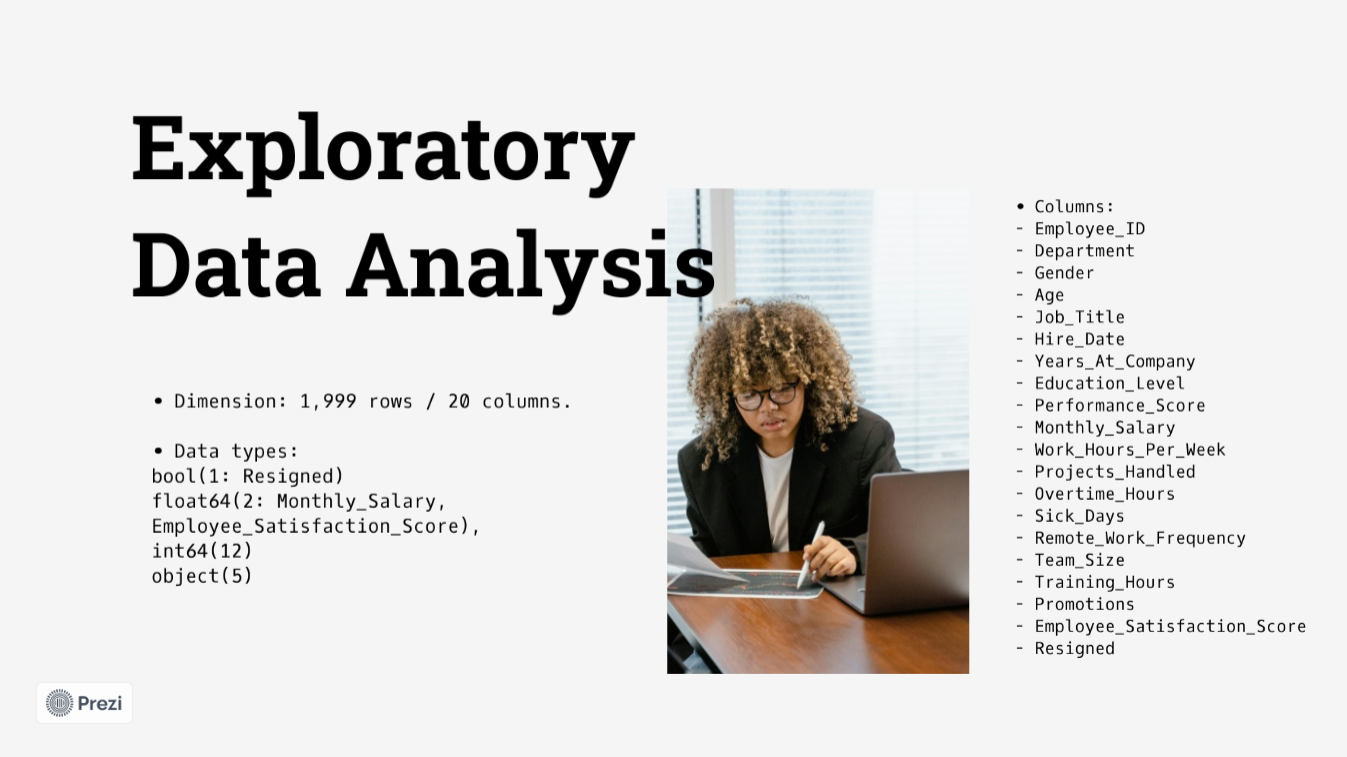 Exploratory
Data Analysis
• Dimension: 1,999 rows / 20 columns.
• Data types:
bool(1: Resigned)
float64(2: Monthly_Salary,
Employee_Satisfaction_Score),
int64(12)
object(5)
• Columns:
- Employee_ID
- Department
- Gender
- Age
- Job_Title
- Hire_Date
- Years_At_Company
- Education_Level
- Performance_Score
- Monthly_Salary
- Work_Hours_Per_Week
- Projects_Handled
- Overtime_Hours
- Sick_Days
- Remote_Work_Frequency
- Team_Size
- Training_Hours
- Promotions
- Employee_Satisfaction_Score
- Resigned
Prezi